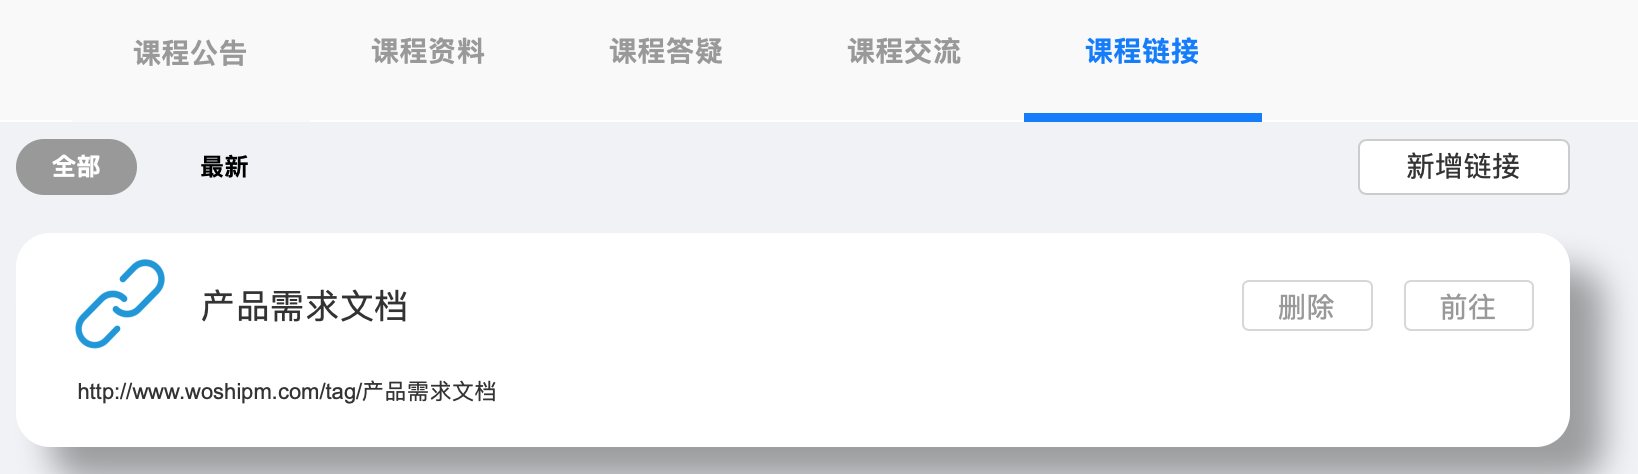 课程公告 课程资料 课程答疑 课程交流 课程链接
全部 最新 新增链接
产品需求文档 删除 前往
http://www.woshipm.com/tag/产品需求文档